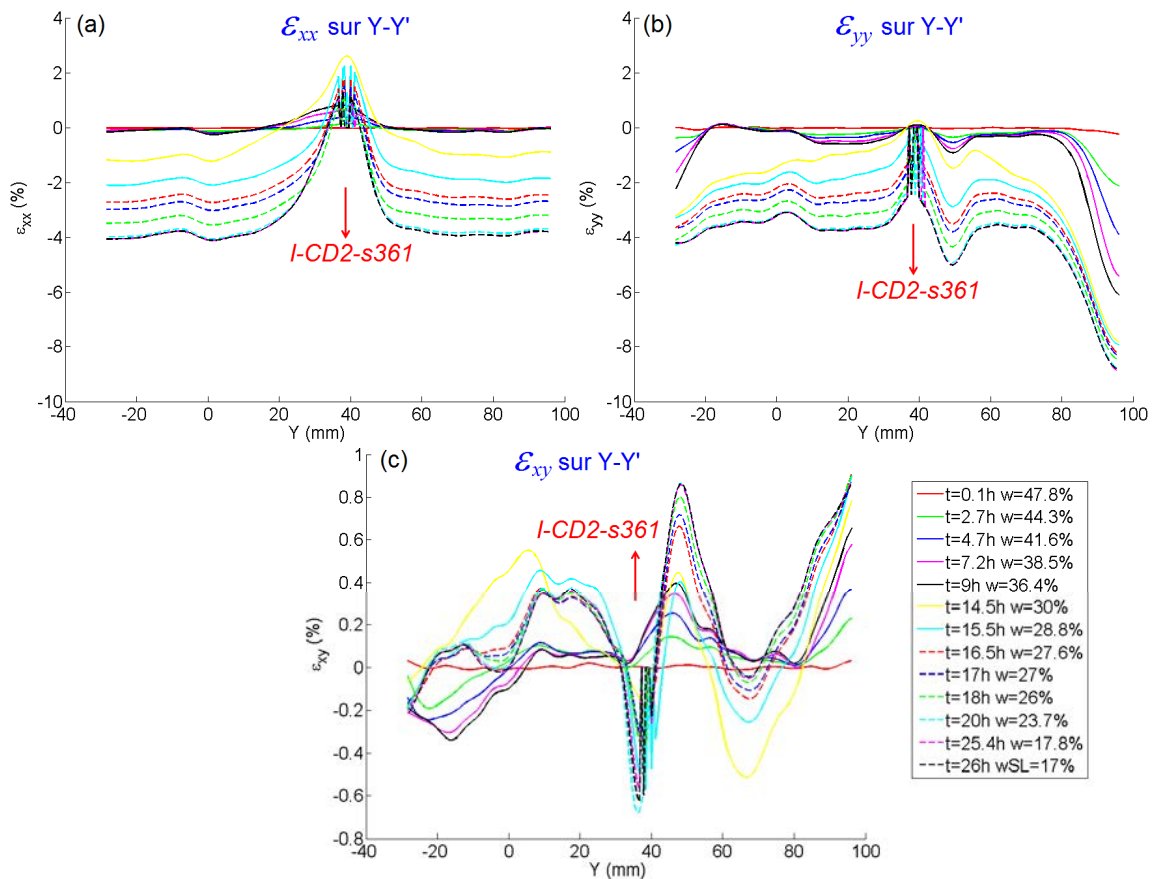 (a)
εxx sur Y-Y'
4
2
0
-2
-4
-6
-8
-10
εxx (%)
I-CD2-s361
-40 -20 0 20 40 60 80 100
Y (mm)
(b)
εyy sur Y-Y'
4
2
0
-2
-4
-6
-8
-10
εyy (%)
I-CD2-s361
-40 -20 0 20 40 60 80 100
Y (mm)
(c)
εxy sur Y-Y'
1
0.8
0.6
0.4
0.2
0
-0.2
-0.4
-0.6
-0.8
εxy (%)
I-CD2-s361
-40 -20 0 20 40 60 80 100
Y (mm)
t=0.1h w=47.8%
t=2.7h w=44.3%
t=4.7h w=41.6%
t=7.2h w=38.5%
t=9h w=36.4%
t=14.5h w=30%
t=15.5h w=28.8%
t=16.5h w=27.6%
t=17h w=27%
t=18h w=26%
t=20h w=23.7%
t=25.4h w=17.8%
t=26h wSL=17%